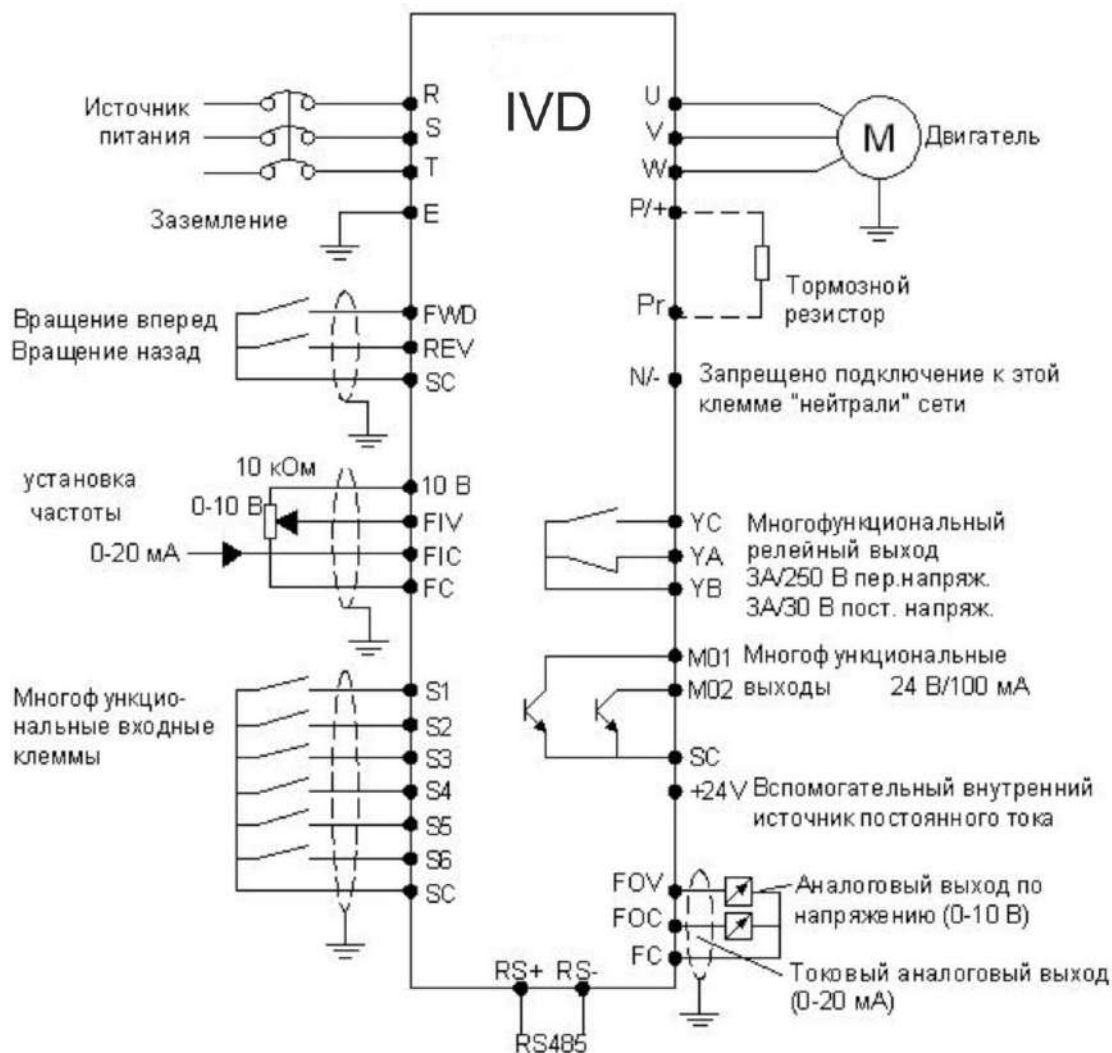 IVD
Источник
питания
R
S
T
Заземление
E
Вращение вперед
Вращение назад
FWD
REV
SC
установка
частоты
10 кОм
0-10 В
0-20 мА
10 В
FIV
FIC
FC
Многофункцио-
нальные входные
клеммы
S1
S2
S3
S4
S5
S6
SC
RS+ RS-
RS485
U
V
W
M
Двигатель
P/+
Pr
Тормозной
резистор
N/-
Запрещено подключение к этой
клемме "нейтрали" сети
YC
YA
YB
Многофункциональный
релейный выход
3А/250 В пер.напряж.
3А/30 В пост. напряж.
M01 Многофункциональные
M02 выходы 24 В/100 мА
SC
+24V Вспомогательный внутренний
источник постоянного тока
FOV
FOC
FC
Аналоговый выход по
напряжению (0-10 В)
Токовый аналоговый выход
(0-20 мА)